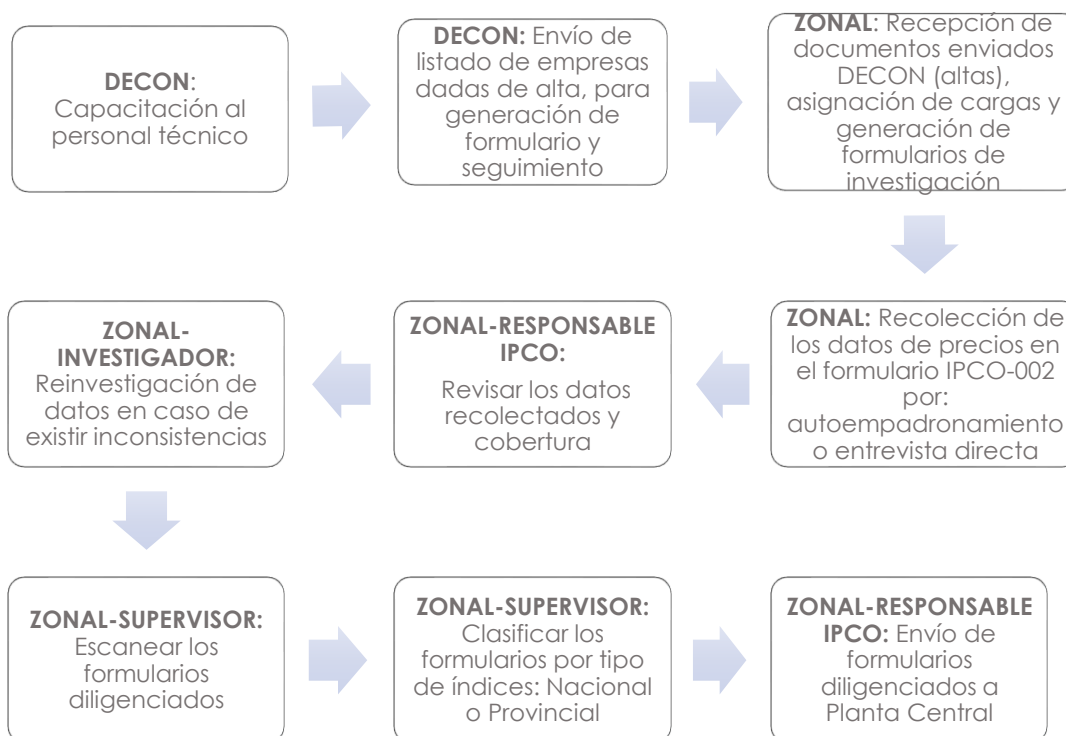 DECON:
Capacitación al
personal técnico
DECON: Envío de
listado de empresas
dadas de alta, para
generación de
formulario y
seguimiento
ZONAL: Recepción de
documentos enviados
DECON (altas),
asignación de cargas y
generación de
formularios de
investigación
ZONAL: Recolección de
los datos de precios en
el formulario IPCO-002
por:
autoempadronamiento
o entrevista directa
ZONAL-RESPONSABLE
IPCO:
Revisar los datos
recolectados y
cobertura
ZONAL-
INVESTIGADOR:
Reinvestigación de
datos en caso de
existir inconsistencias
ZONAL-SUPERVISOR:
Escanear los
formularios
diligenciados
ZONAL-SUPERVISOR:
Clasificar los
formularios por tipo
de índices: Nacional
o Provincial
ZONAL-RESPONSABLE
IPCO: Envío de
formularios
diligenciados a
Planta Central